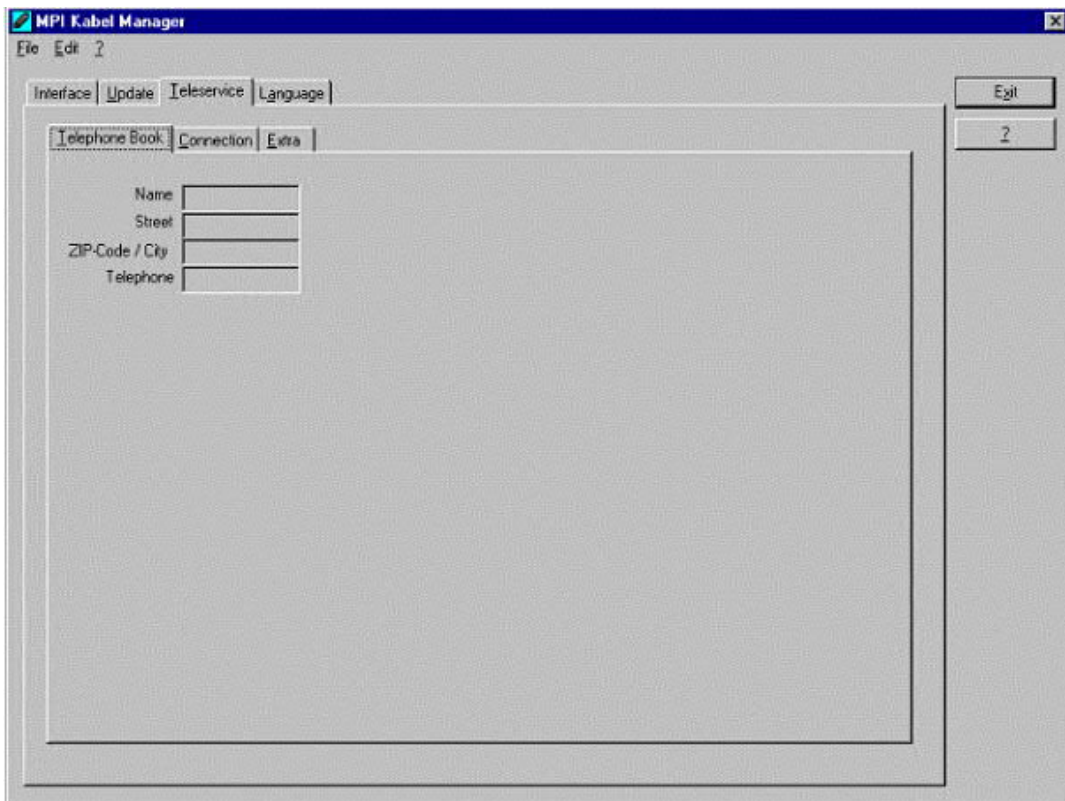 MPI Kabel Manager
File Edit ?
Interface Update Teleservice Language
Exit
?
Telephone Book Connection Extra
Name
Street
ZIP-Code / City
Telephone